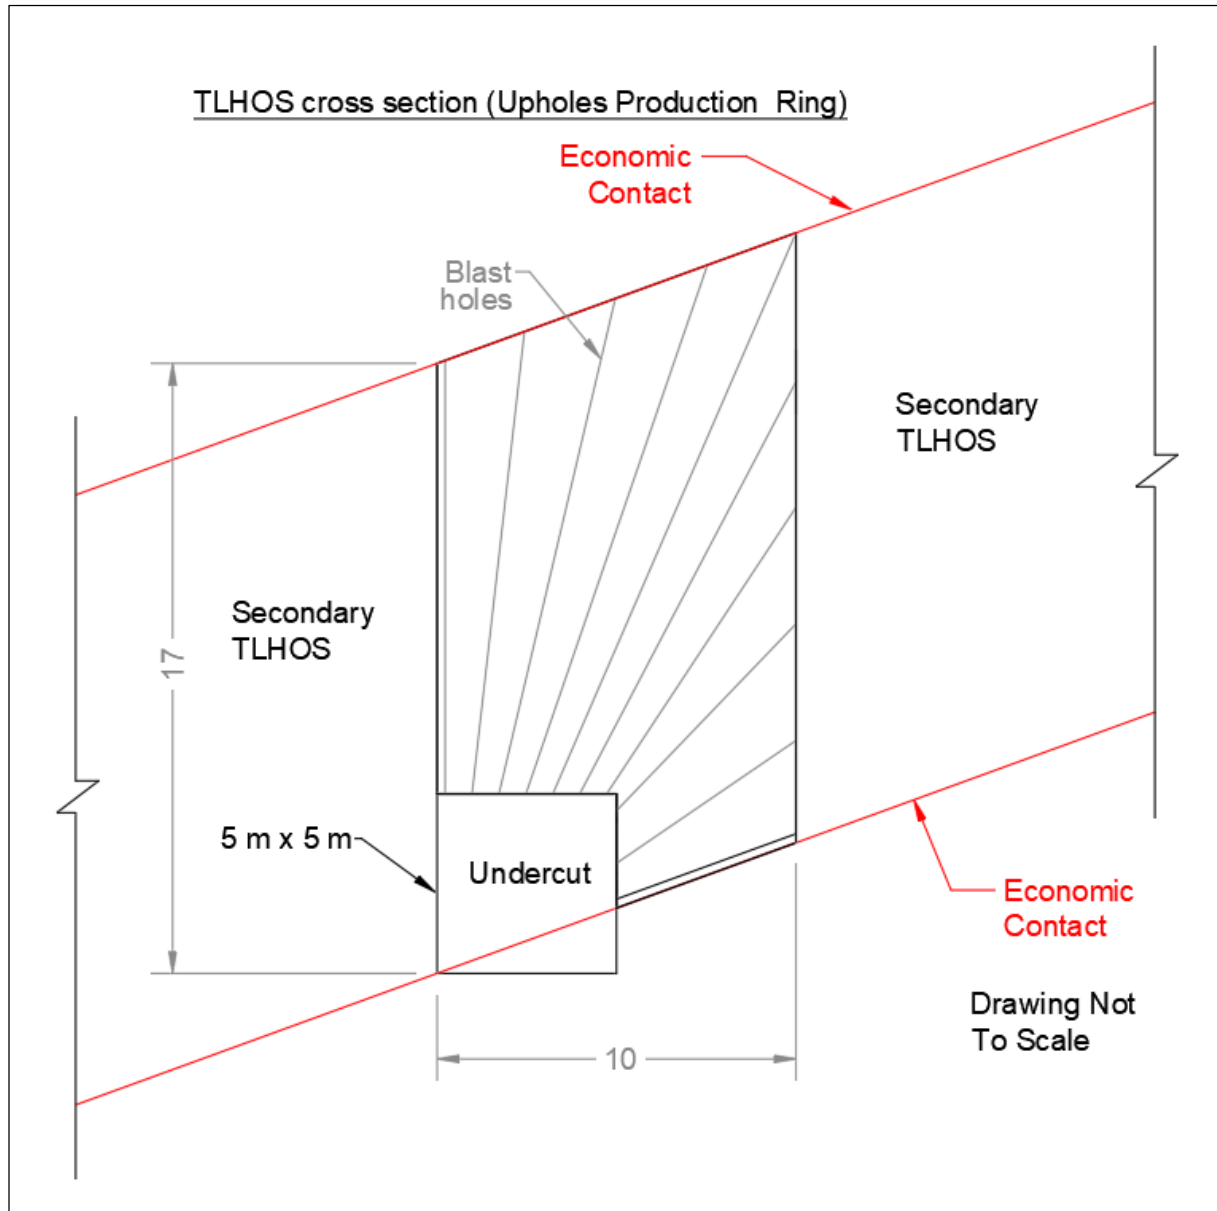 TLHOS cross section (Upholes Production Ring)
Economic
Contact
Blast
holes
Secondary
TLHOS
Secondary
TLHOS
17
5 m x 5 m
Undercut
Economic
Contact
Drawing Not
To Scale
10